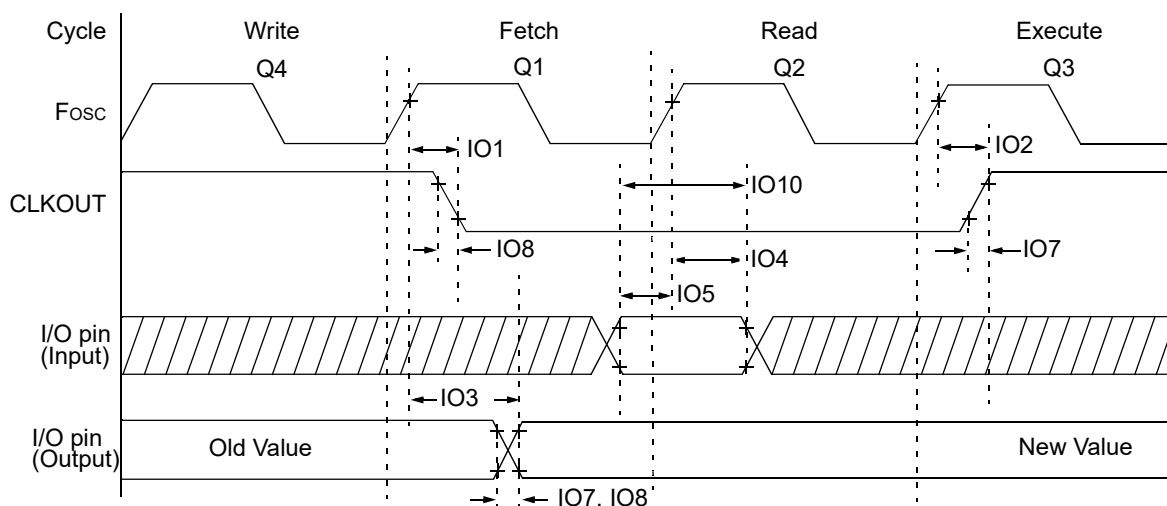 Cycle Write Fetch Read Execute
Q4 Q1 Q2 Q3
Fosc
IO1 IO2
IO10
CLKOUT
IO8 IO4 IO7
IO5
I/O pin
(Input)
IO3
I/O pin
(Output)
Old Value New Value
IO7, IO8